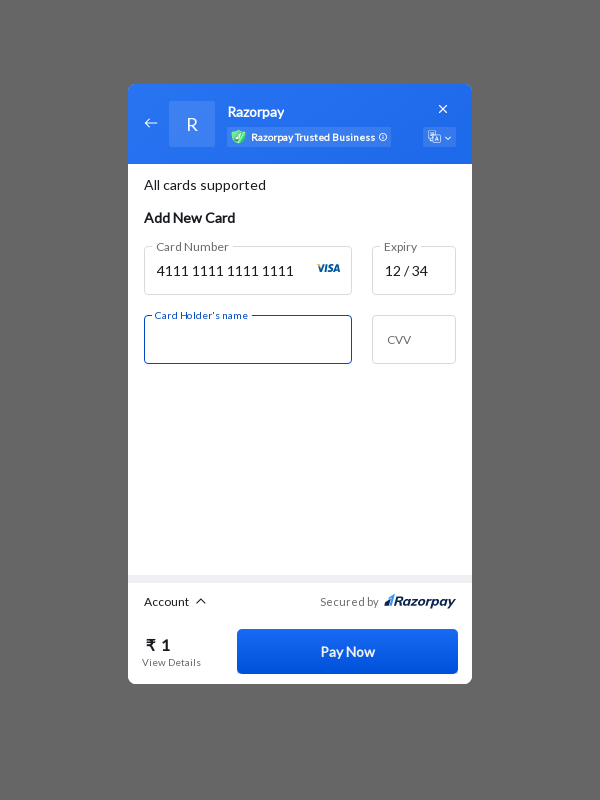 R
Razorpay
Razorpay Trusted Business
All cards supported
Add New Card
Card Number
4111 1111 1111 1111
VISA
Expiry
12 / 34
Card Holder's name
CVV
Account
Secured by Razorpay
₹ 1
View Details
Pay Now